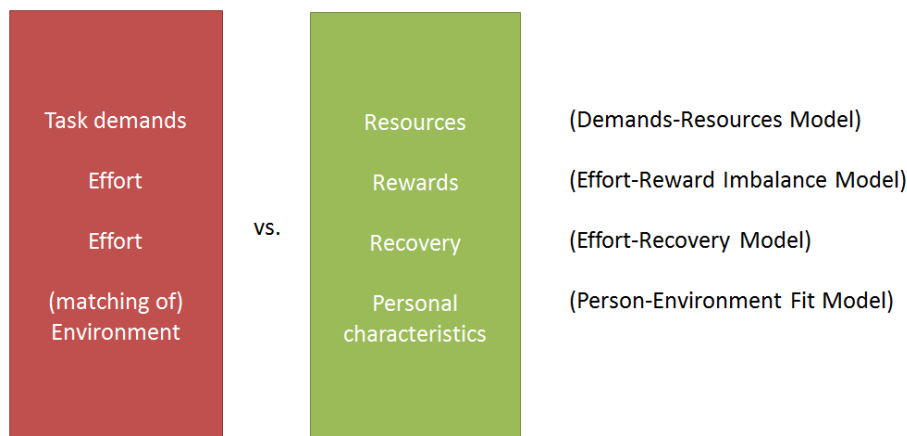 Task demands Resources (Demands-Resources Model)
Effort Rewards (Effort-Reward Imbalance Model)
Effort vs. Recovery (Effort-Recovery Model)
(matching of) Personal (Person-Environment Fit Model)
Environment characteristics